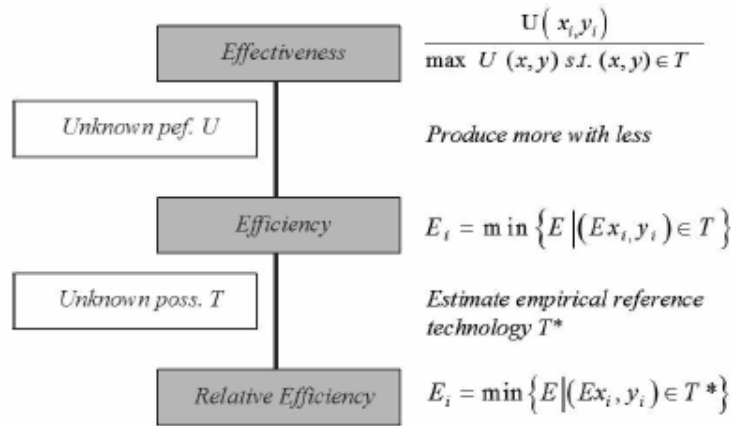 Effectiveness
U( x_i,y_i)
max U (x,y) s.t. (x,y)∈T
Unknown pef. U
Produce more with less
Efficiency
E_i = min{E|(Ex_i,y_i)∈T}
Unknown poss. T
Estimate empirical reference
technology T*
Relative Efficiency
E_i = min{E|(Ex_i, y_i)∈T*}